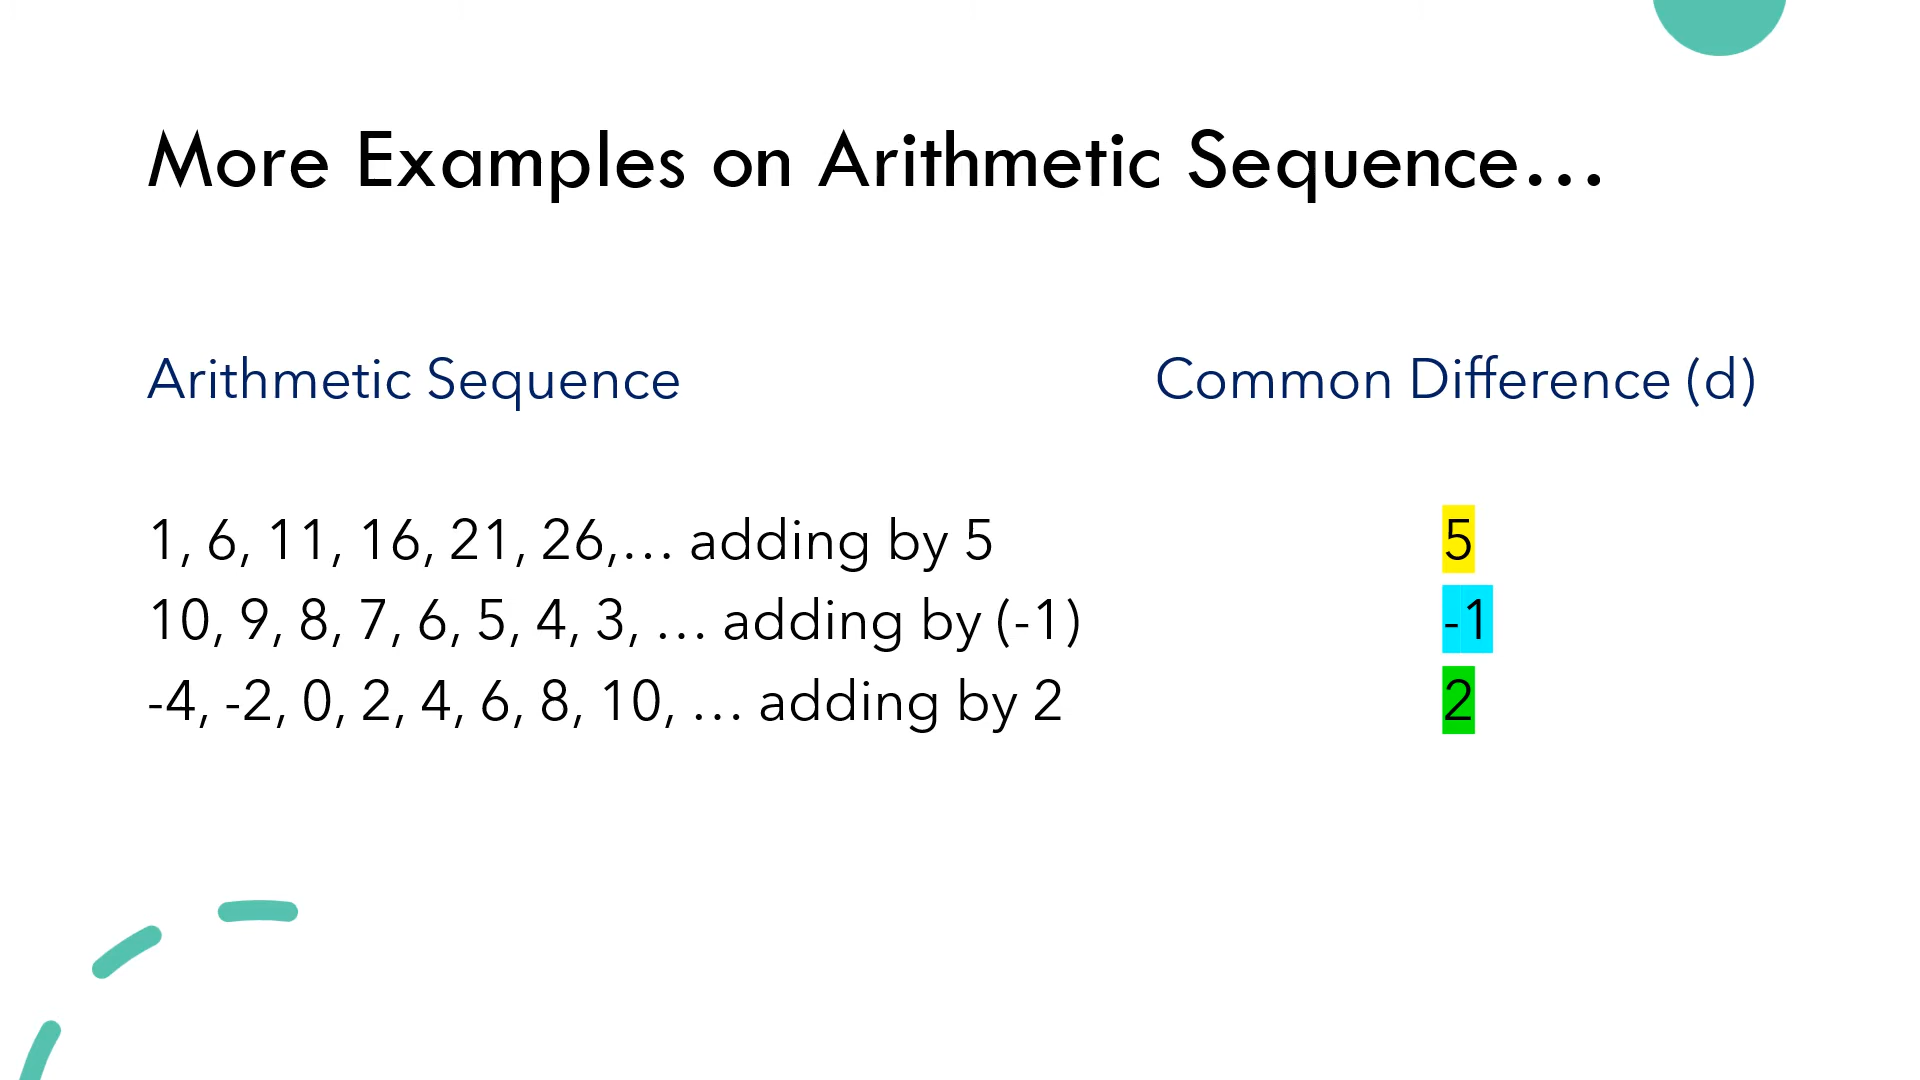 More Examples on Arithmetic Sequence...
Arithmetic Sequence Common Difference (d)
1, 6, 11, 16, 21, 26,... adding by 5 5
10, 9, 8, 7, 6, 5, 4, 3, ... adding by (-1) -1
-4, -2, 0, 2, 4, 6, 8, 10, ... adding by 2 2